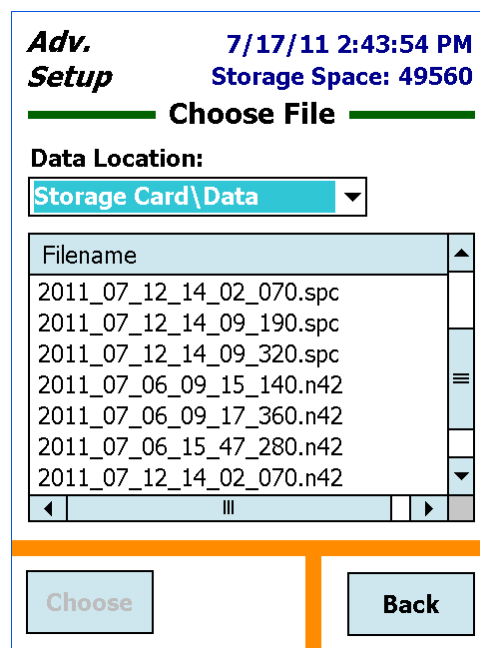 Adv. 7/17/11 2:43:54 PM
Setup Storage Space: 49560
Choose File
Data Location:
Storage Card\Data
Filename
2011_07_12_14_02_070.spc
2011_07_12_14_09_190.spc
2011_07_12_14_09_320.spc
2011_07_06_09_15_140.n42
2011_07_06_09_17_360.n42
2011_07_06_15_47_280.n42
2011_07_12_14_02_070.n42
Choose Back